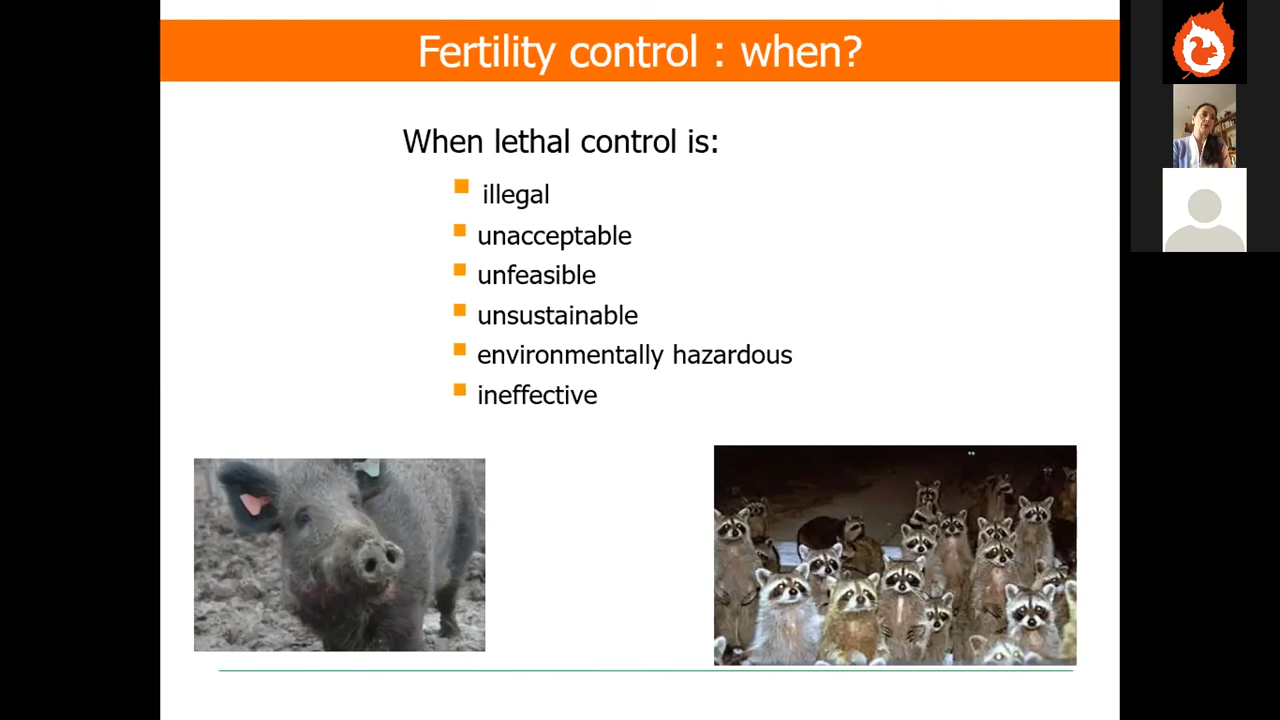 Fertility control : when?
When lethal control is:
illegal
unacceptable
unfeasible
unsustainable
environmentally hazardous
ineffective